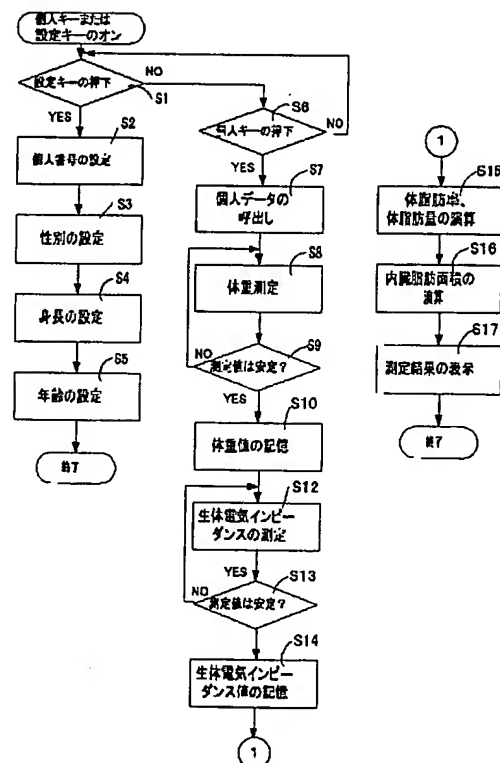 個人キーまたは
設定キーのオン
設定キーの押下
NO
S1
YES
S2
個人番号の設定
S3
性別の設定
S4
身長の設定
S5
年齢の設定
終了
S6
個人キーの押下
NO
YES
S7
個人データの
呼出し
S8
体重測定
S9
NO
測定値は安定?
YES
S10
体重値の記憶
S12
生体電気インピー
ダンスの測定
YES
S13
NO
測定値は安定?
S14
生体電気インピー
ダンス値の記憶
1
1
S15
体脂肪率、
体脂肪量の演算
S16
内臓脂肪面積の
演算
S17
測定結果の表示
終了